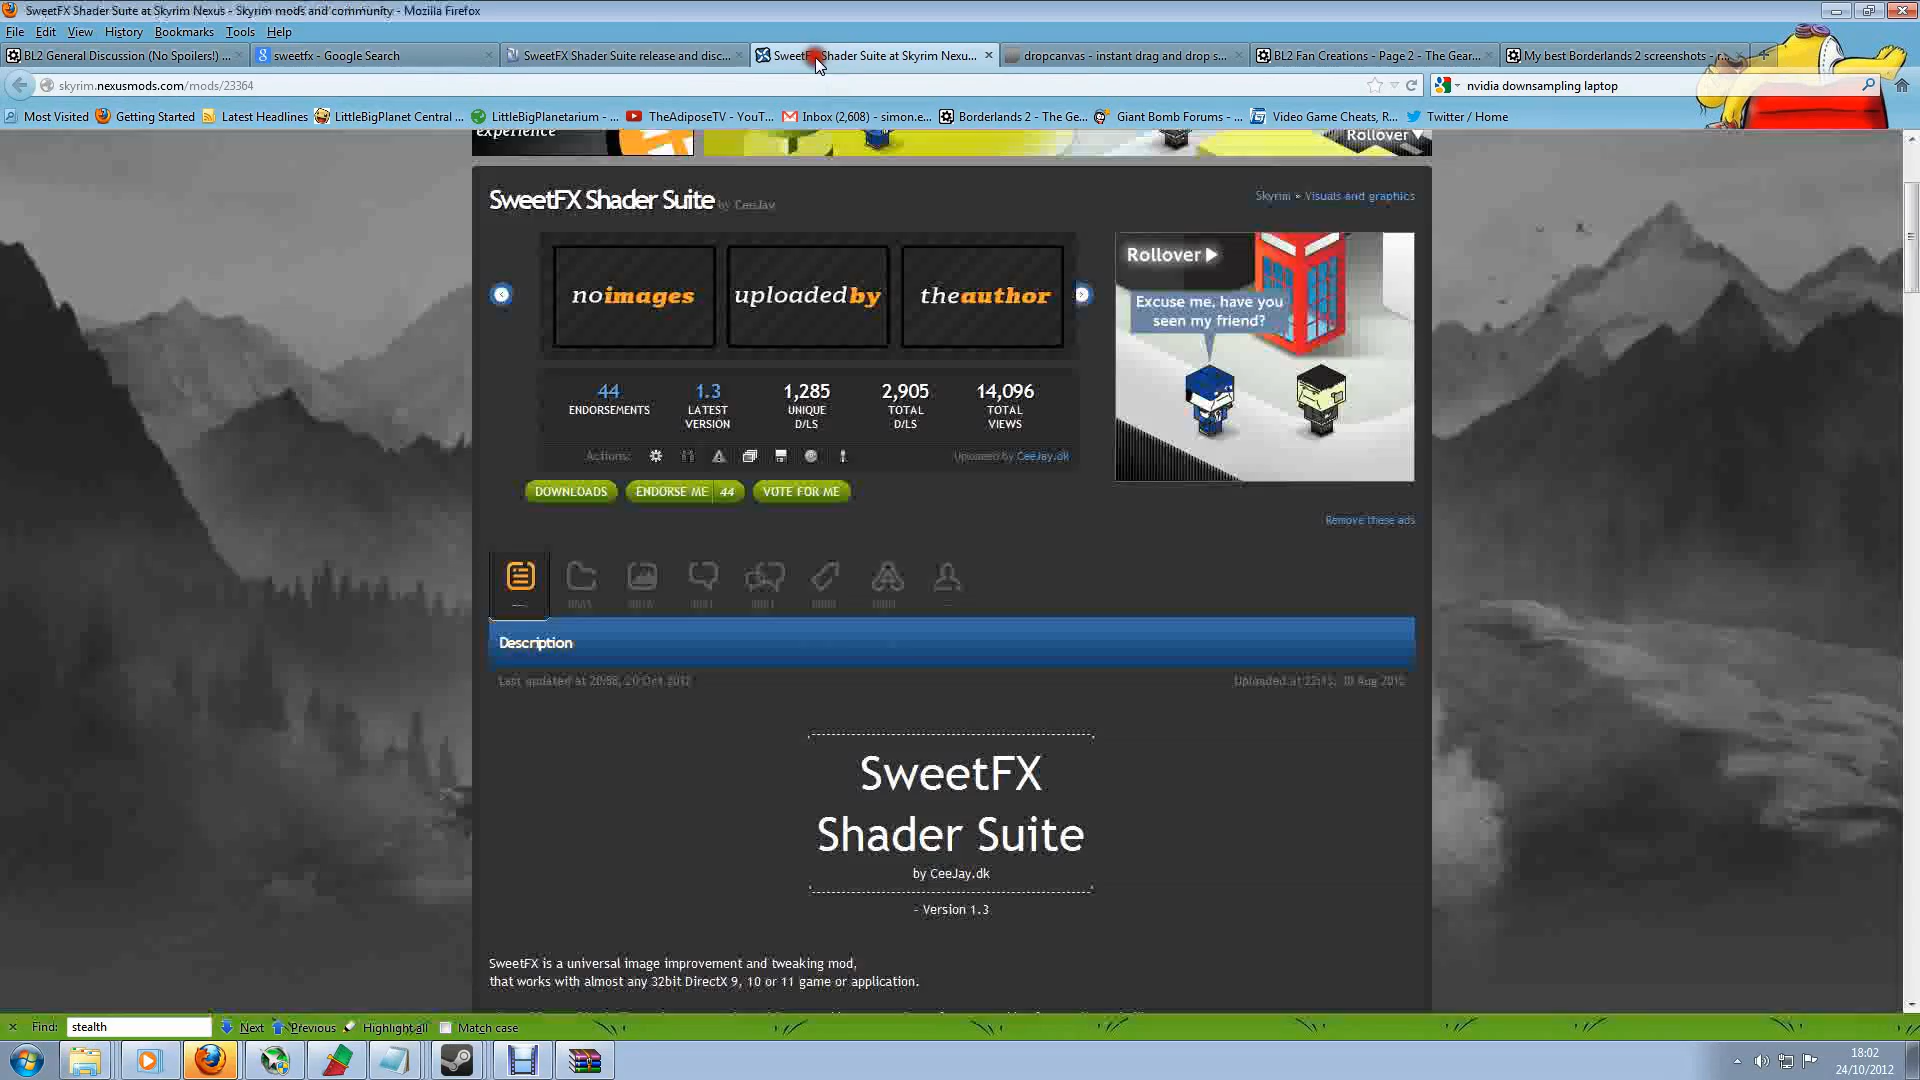 SweetFX Shader Suite at Skyrim Nexus - Skyrim mods and community - Mozilla Firefox
File Edit View History Bookmarks Tools Help
BL2 General Discussion (No Spoilers!) ...
sweetfx - Google Search
SweetFX Shader Suite release and disc...
SweetFX Shader Suite at Skyrim Nexu...
dropcanvas - instant drag and drop s...
BL2 Fan Creations - Page 2 - The Gear...
My best Borderlands 2 screenshots -
skyrim.nexusmods.com/mods/23364
nvidia downsampling laptop
Most Visited
Getting Started
Latest Headlines
LittleBigPlanet Central ...
LittleBigPlanetarium - ...
TheAdiposeTV - YouT...
Inbox (2,608) - simon.e...
Borderlands 2 - The Ge...
Giant Bomb Forums - ...
Video Game Cheats, R...
Twitter / Home
experience
Rollover
SweetFX Shader Suite by CeeJay
Skyrim » Visuals and graphics
noimages
uploadedby
theauthor
Rollover
Excuse me, have you
seen my friend?
44 1.3 1,285 2,905 14,096
ENDORSEMENTS LATEST UNIQUE TOTAL TOTAL
VERSION D/LS D/LS VIEWS
Actions:
Uploaded by CeeJay.dk
DOWNLOADS
ENDORSE ME 44
VOTE FOR ME
Remove these ads
Description
Last updated at 20:58, 20 Oct 2012
Uploaded at 22:15, 10 Aug 2012
SweetFX
Shader Suite
by CeeJay.dk
- Version 1.3
SweetFX is a universal image improvement and tweaking mod,
that works with almost any 32bit DirectX 9, 10 or 11 game or application.
Find: stealth Next Previous Highlight all Match case
18:02
24/10/2012